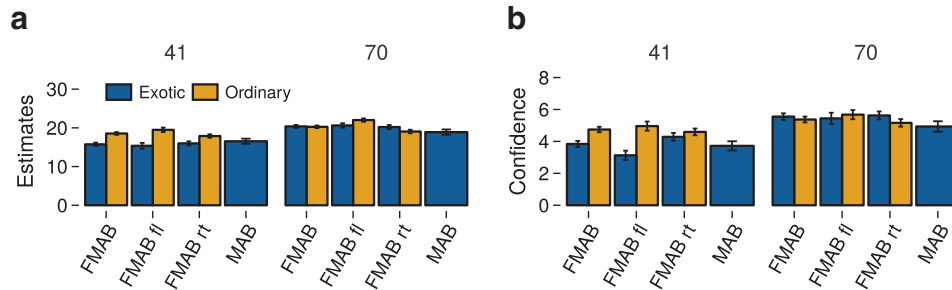 a
41
70
Estimates
30
20
10
0
Exotic
Ordinary
FMAB
FMAB fl
FMAB rt
MAB
FMAB
FMAB fl
FMAB rt
MAB
b
41
70
Confidence
8
6
4
2
0
FMAB
FMAB fl
FMAB rt
MAB
FMAB
FMAB fl
FMAB rt
MAB